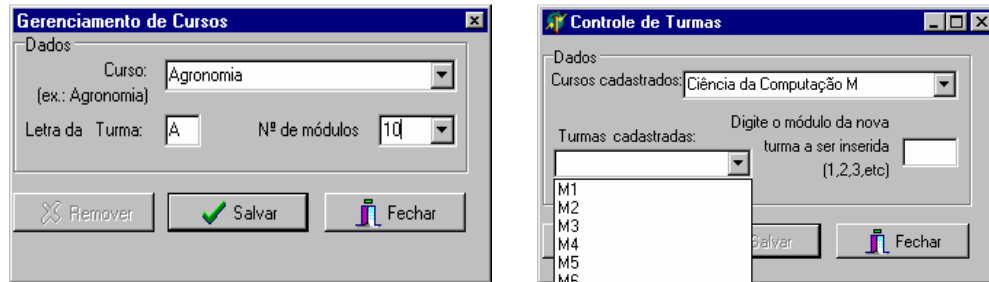 Gerenciamento de Cursos
Dados
Curso: Agronomia
(ex.: Agronomia)
Letra da Turma: A Nº de módulos 10
Remover Salvar Fechar
Controle de Turmas
Dados
Cursos cadastrados: Ciência da Computação M
Digite o módulo da nova
Turmas cadastradas: turma a ser inserida
(1,2,3,etc)
M1
M2
M3
M4
Salvar Fechar
M5
M6